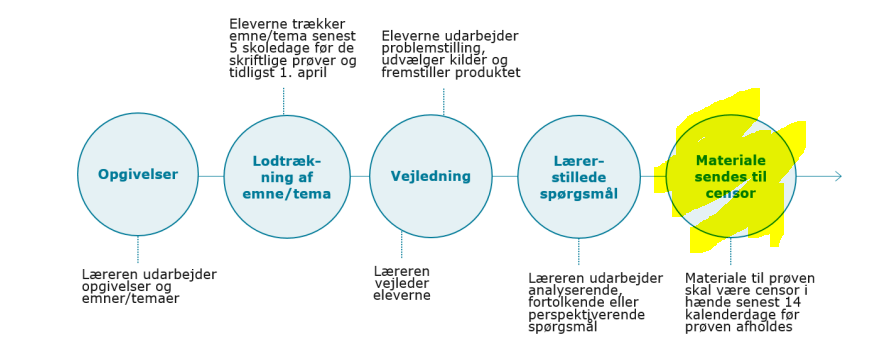 Eleverne trækker
emne/tema senest
5 skoledage før de
skriftlige prøver og
tidligst 1. april
Eleverne udarbejder
problemstilling,
udvælger kilder og
fremstiller produktet
Opgivelser
Lodtræk-
ning af
emne/tema
Vejledning
Lærer-
stillede
spørgsmål
Materiale
sendes til
censor
Læreren udarbejder
opgivelser og
emner/temaer
Læreren
vejleder
eleverne
Læreren udarbejder
analyserende,
fortolkende eller
perspektiverende
spørgsmål
Materiale til prøven
skal være censor i
hænde senest 14
kalenderdage før
prøven afholdes